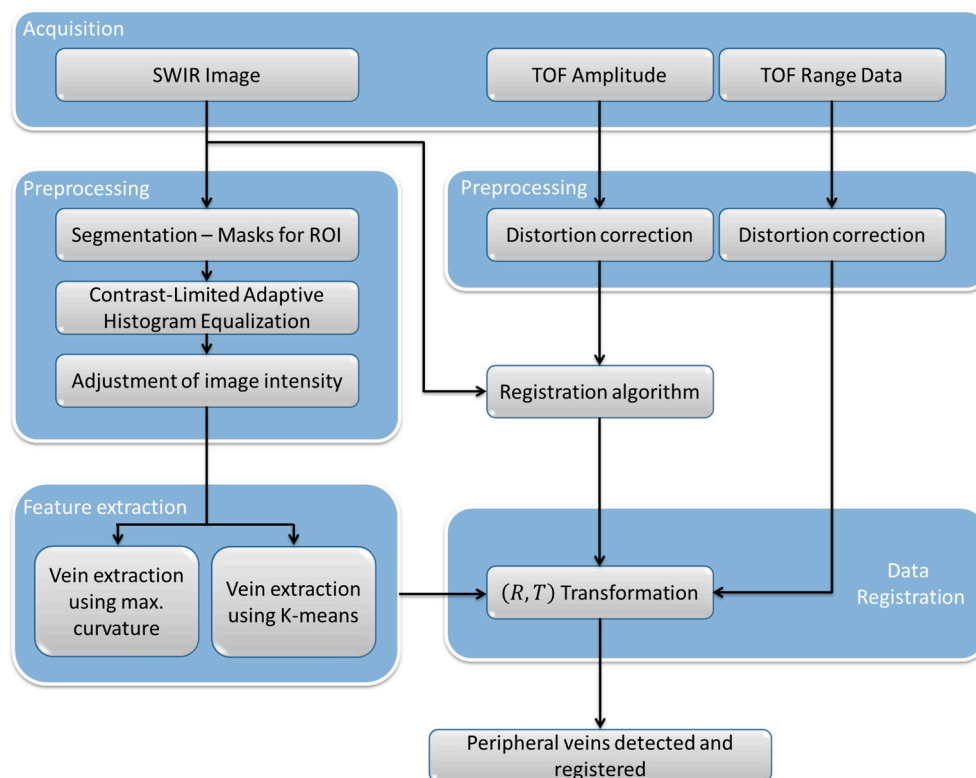 Acquisition
SWIR Image
TOF Amplitude
TOF Range Data
Preprocessing
Segmentation – Masks for ROI
Contrast-Limited Adaptive
Histogram Equalization
Adjustment of image intensity
Preprocessing
Distortion correction
Distortion correction
Registration algorithm
Feature extraction
Vein extraction
using max.
curvature
Vein extraction
using K-means
(R, T) Transformation
Data
Registration
Peripheral veins detected and
registered